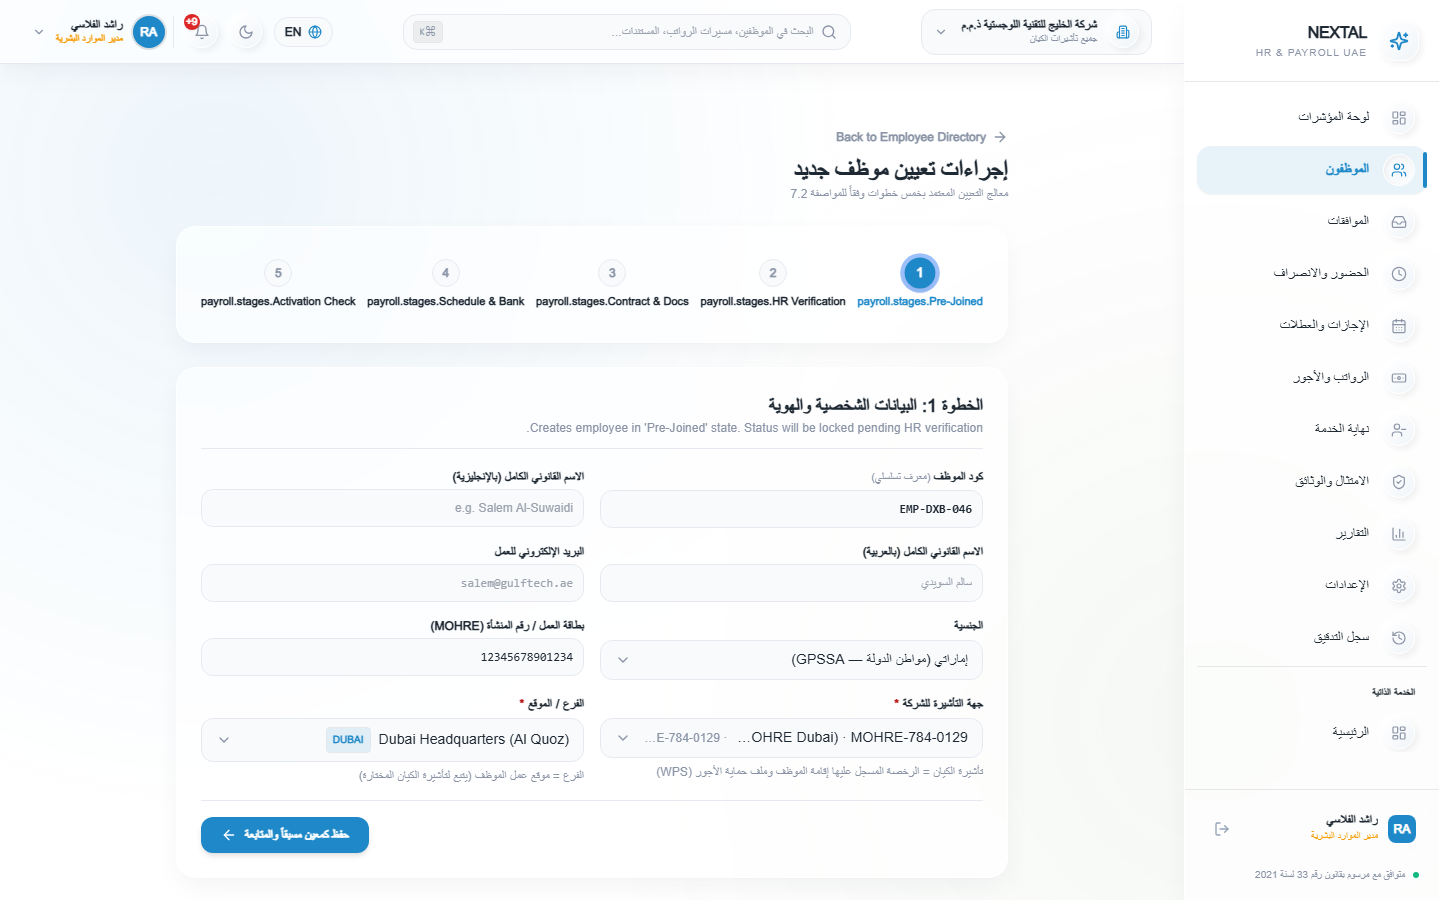 NEXTAL
HR & PAYROLL UAE
شركة الخليج للتقنية اللوجستية ذ.م.م
جميع تأشيرات الكيان
البحث في الموظفين، مسيرات الرواتب، المستندات...
⌘K
EN
9+
راشد الفلاسي
مدير الموارد البشرية
RA
لوحة المؤشرات
الموظفون
الموافقات
الحضور والانصراف
الإجازات والعطلات
الرواتب والأجور
نهاية الخدمة
الامتثال والوثائق
التقارير
الإعدادات
سجل التدقيق
الخدمة الذاتية
الرئيسية
RA
راشد الفلاسي
مدير الموارد البشرية
متوافق مع مرسوم بقانون رقم 33 لسنة 2021
Back to Employee Directory
إجراءات تعيين موظف جديد
معالج التعيين المعتمد بخمس خطوات وفقاً للمواصفة 7.2
1
payroll.stages.Pre-Joined
2
payroll.stages.HR Verification
3
payroll.stages.Contract & Docs
4
payroll.stages.Schedule & Bank
5
payroll.stages.Activation Check
الخطوة 1: البيانات الشخصية والهوية
Creates employee in 'Pre-Joined' state. Status will be locked pending HR verification.
كود الموظف (معرف تسلسلي)
EMP-DXB-046
الاسم القانوني الكامل (بالإنجليزية)
e.g. Salem Al-Suwaidi
الاسم القانوني الكامل (بالعربية)
سالم السويدي
البريد الإلكتروني للعمل
salem@gulftech.ae
الجنسية
إماراتي (مواطن الدولة — GPSSA)
بطاقة العمل / رقم المنشأة (MOHRE)
12345678901234
جهة التأشيرة للشركة *
...OHRE Dubai) · MOHRE-784-0129
...E-784-0129 ·
تأشيرة الكيان = الرخصة المسجل عليها إقامة الموظف وملف حماية الأجور (WPS)
الفرع / الموقع *
Dubai Headquarters (Al Quoz)
DUBAI
الفرع = موقع عمل الموظف (يتبع لتأشيرة الكيان المختارة)
حفظ كمعين مسبقاً والمتابعة